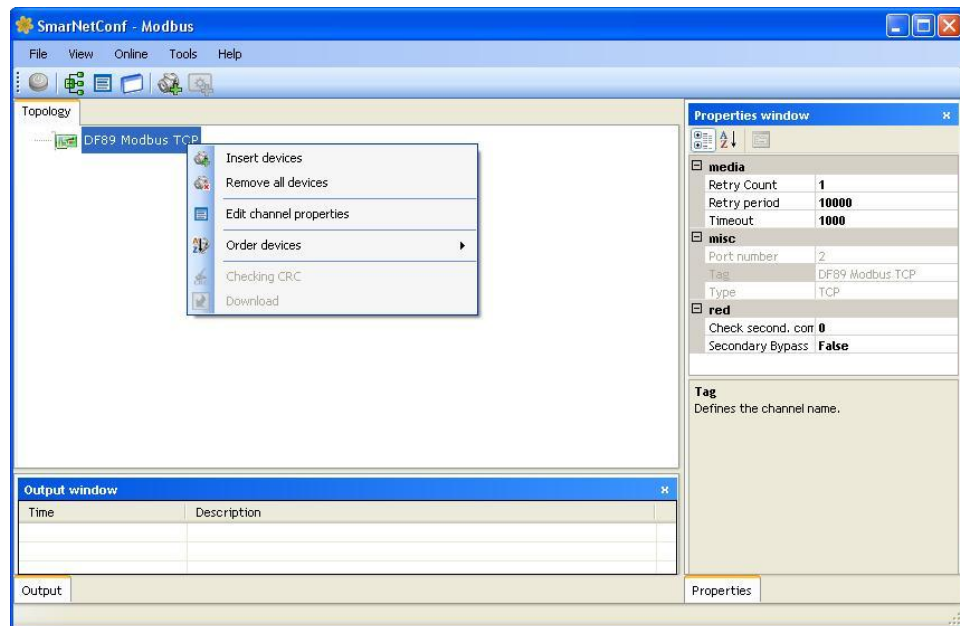 SmarNetConf - Modbus
File View Online Tools Help
Topology
DF89 Modbus TCP
Insert devices
Remove all devices
Edit channel properties
Order devices
Checking CRC
Download
Properties window
media
Retry Count 1
Retry period 10000
Timeout 1000
misc
Port number 2
Tag DF89 Modbus TCP
Type TCP
red
Check second. com 0
Secondary Bypass False
Tag
Defines the channel name.
Output window
Time Description
Output
Properties